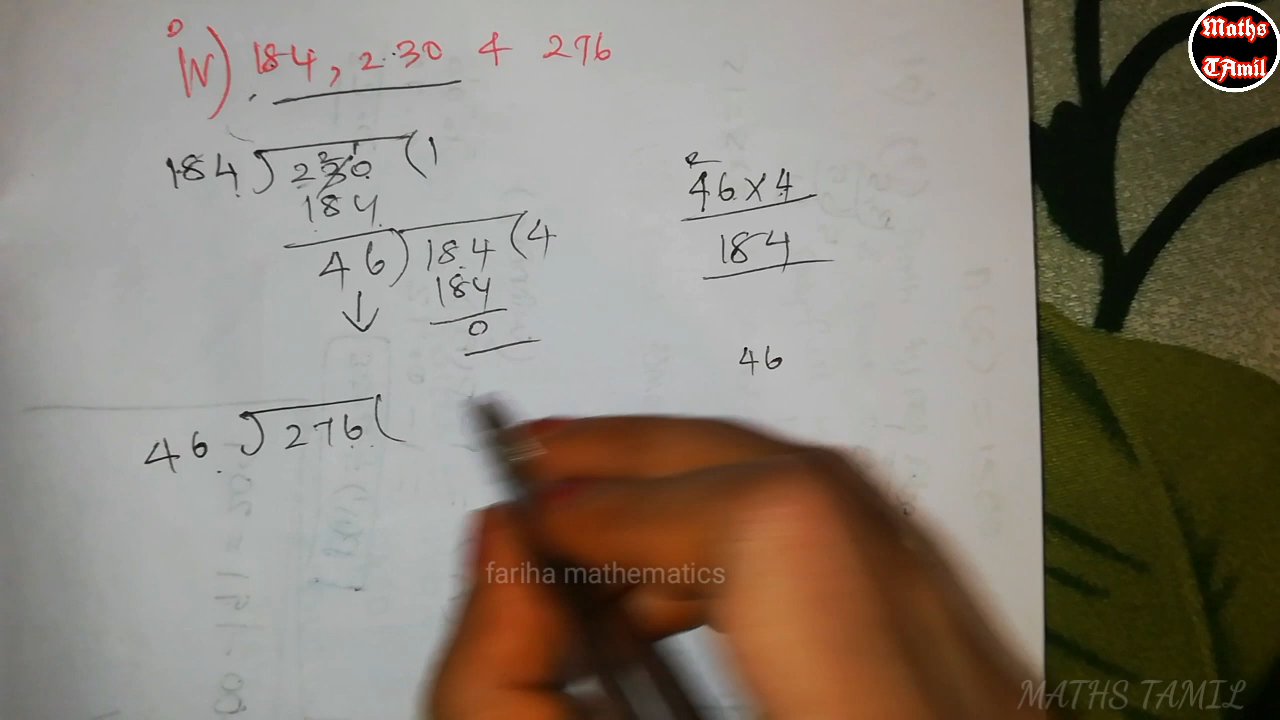 iv) 184, 230 & 276
184 ) 230 ( 1
184
46 ) 184 ( 4
184
0
46 ) 276 (
46 x 4
184
46
Maths
TAmil
fariha mathematics
MATHS TAMIL